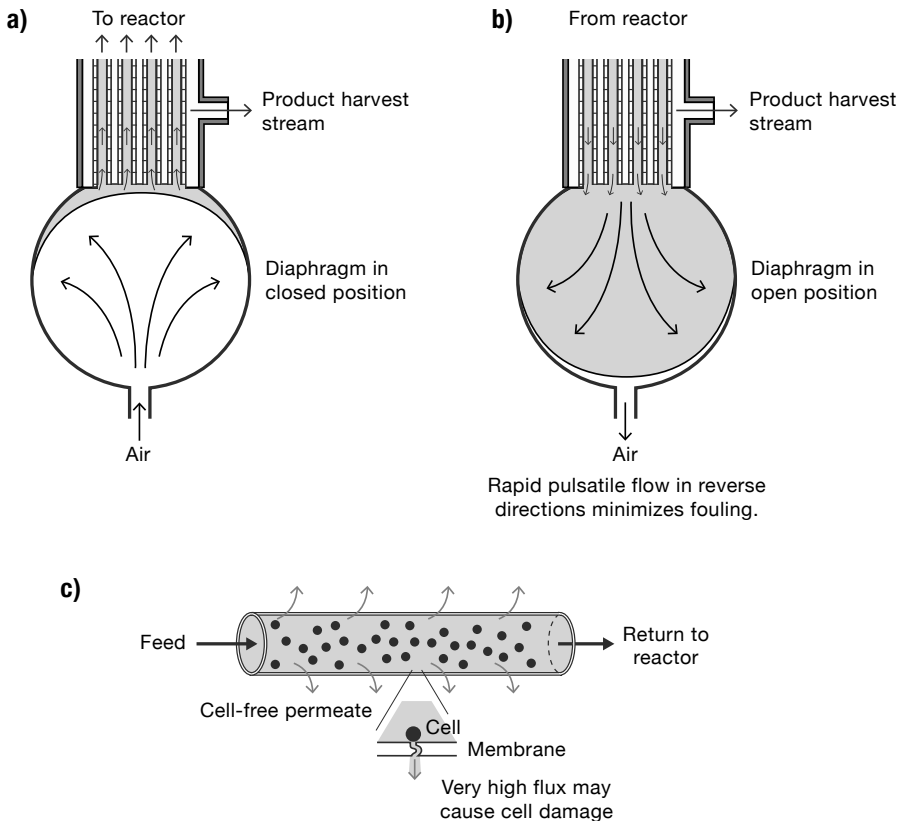 a)
To reactor
Product harvest
stream
Diaphragm in
closed position
Air
b)
From reactor
Product harvest
stream
Diaphragm in
open position
Air
Rapid pulsatile flow in reverse
directions minimizes fouling.
c)
Feed
Return to
reactor
Cell-free permeate
Cell
Membrane
Very high flux may
cause cell damage